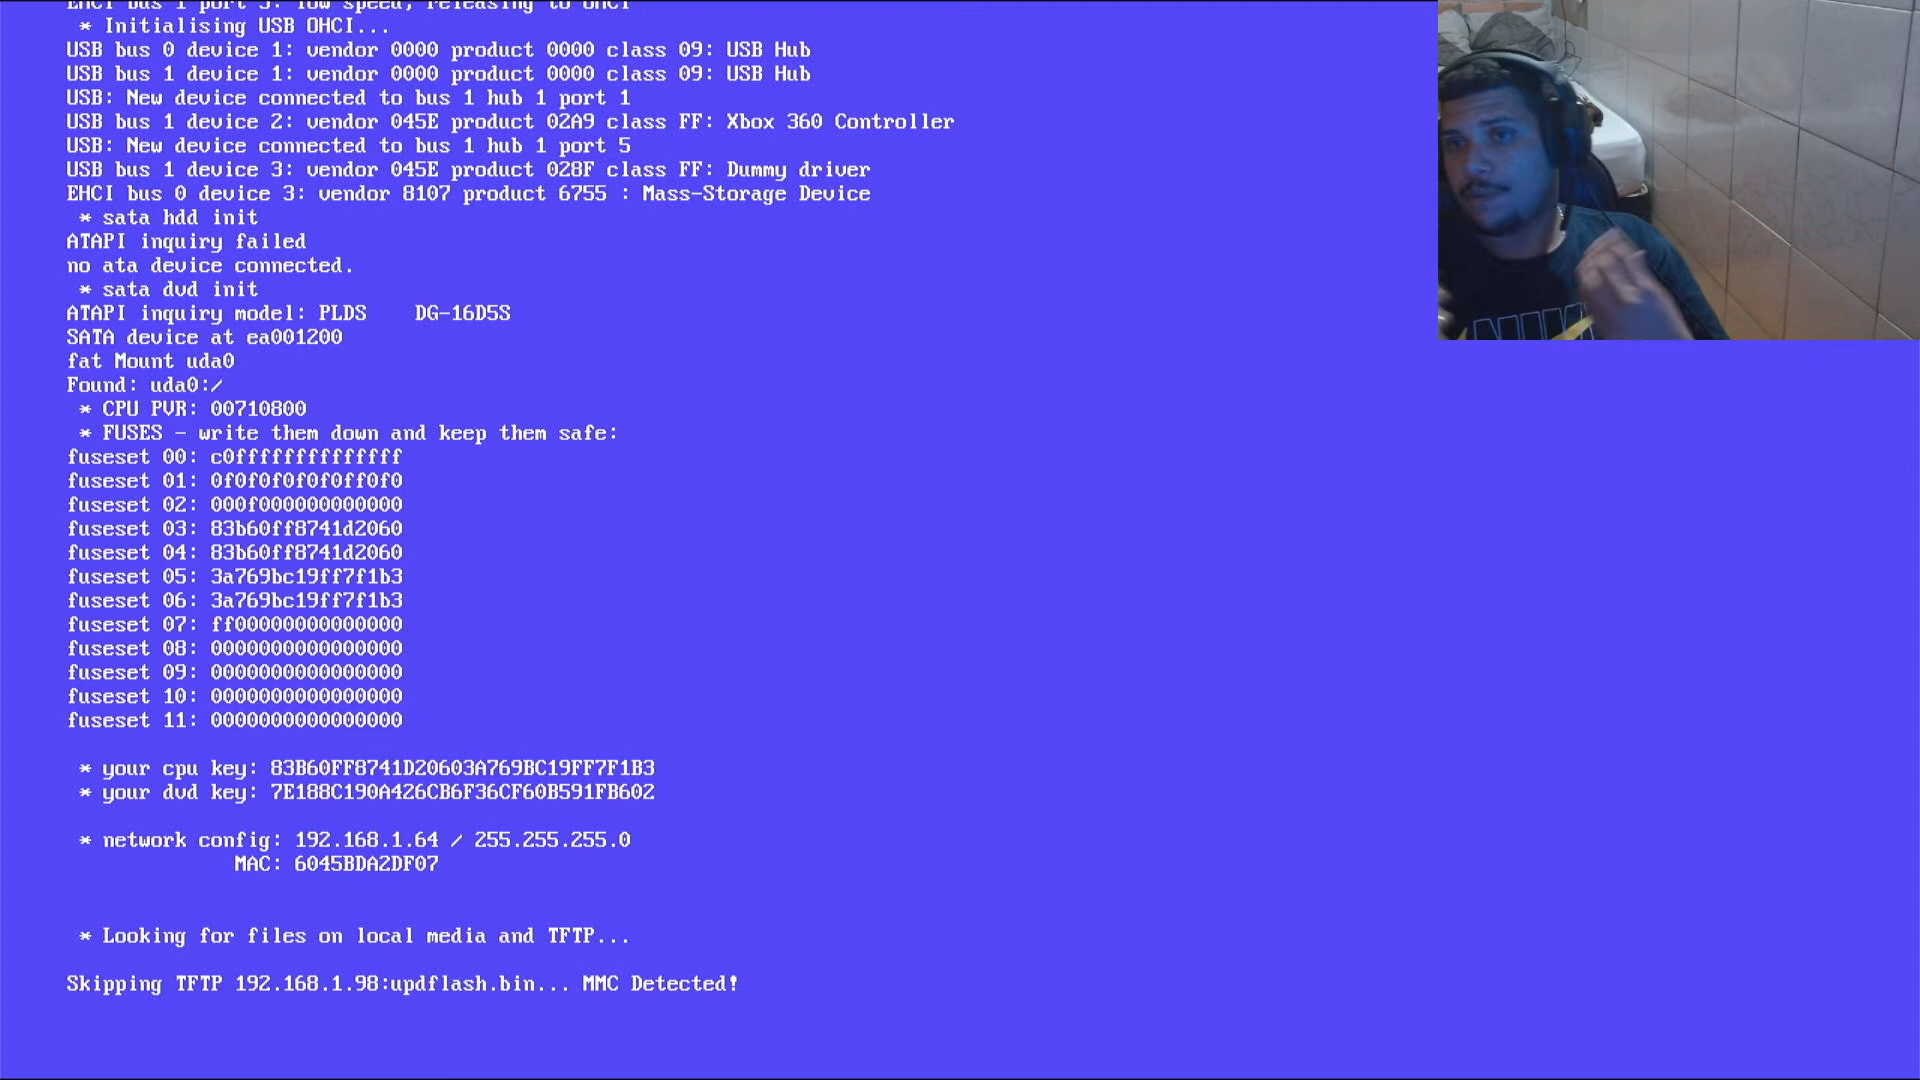 EHCI bus 1 port 5: low speed, releasing to OHCI
* Initialising USB OHCI...
USB bus 0 device 1: vendor 0000 product 0000 class 09: USB Hub
USB bus 1 device 1: vendor 0000 product 0000 class 09: USB Hub
USB: New device connected to bus 1 hub 1 port 1
USB bus 1 device 2: vendor 045E product 02A9 class FF: Xbox 360 Controller
USB: New device connected to bus 1 hub 1 port 5
USB bus 1 device 3: vendor 045E product 028F class FF: Dummy driver
EHCI bus 0 device 3: vendor 8107 product 6755 : Mass-Storage Device
* sata hdd init
ATAPI inquiry failed
no ata device connected.
* sata dvd init
ATAPI inquiry model: PLDS    DG-16D5S
SATA device at ea001200
fat Mount uda0
Found: uda0:/
* CPU PVR: 00710800
* FUSES - write them down and keep them safe:
fuseset 00: c0ffffffffffffff
fuseset 01: 0f0f0f0f0f0ff0f0
fuseset 02: 000f000000000000
fuseset 03: 83b60ff8741d2060
fuseset 04: 83b60ff8741d2060
fuseset 05: 3a769bc19ff7f1b3
fuseset 06: 3a769bc19ff7f1b3
fuseset 07: ff00000000000000
fuseset 08: 0000000000000000
fuseset 09: 0000000000000000
fuseset 10: 0000000000000000
fuseset 11: 0000000000000000
* your cpu key: 83B60FF8741D20603A769BC19FF7F1B3
* your dvd key: 7E188C190A426CB6F36CF60B591FB602
* network config: 192.168.1.64 / 255.255.255.0
MAC: 6045BDA2DF07
* Looking for files on local media and TFTP...
Skipping TFTP 192.168.1.98:updflash.bin... MMC Detected!